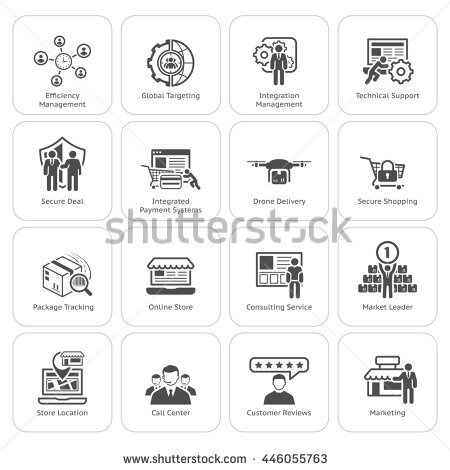 Efficiency
Management
Global Targeting
Integration
Management
Technical Support
Secure Deal
Integrated
Payment Systems
Drone Delivery
Secure Shopping
shutterstock
Package Tracking
Online Store
Consulting Service
1
Market Leader
Store Location
Call Center
Customer Reviews
Marketing
www.shutterstock.com · 446055763